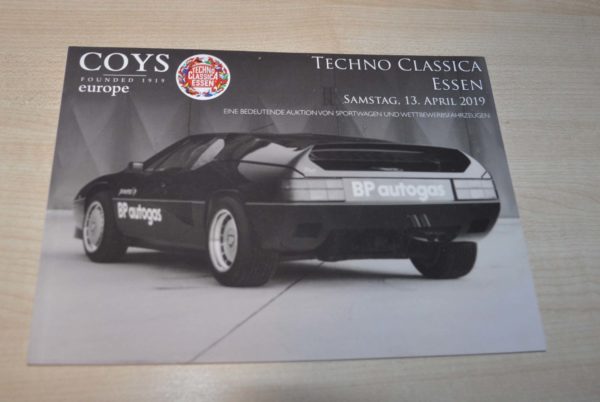 COYS
FOUNDED 1919
europe
TECHNO
CLASSICA
ESSEN
TECHNO CLASSICA
ESSEN
SAMSTAG, 13. APRIL 2019
EINE BEDEUTENDE AUKTION VON SPORTWAGEN UND WETTBEWERBSFAHRZEUGEN
BP autogas
BP autogas